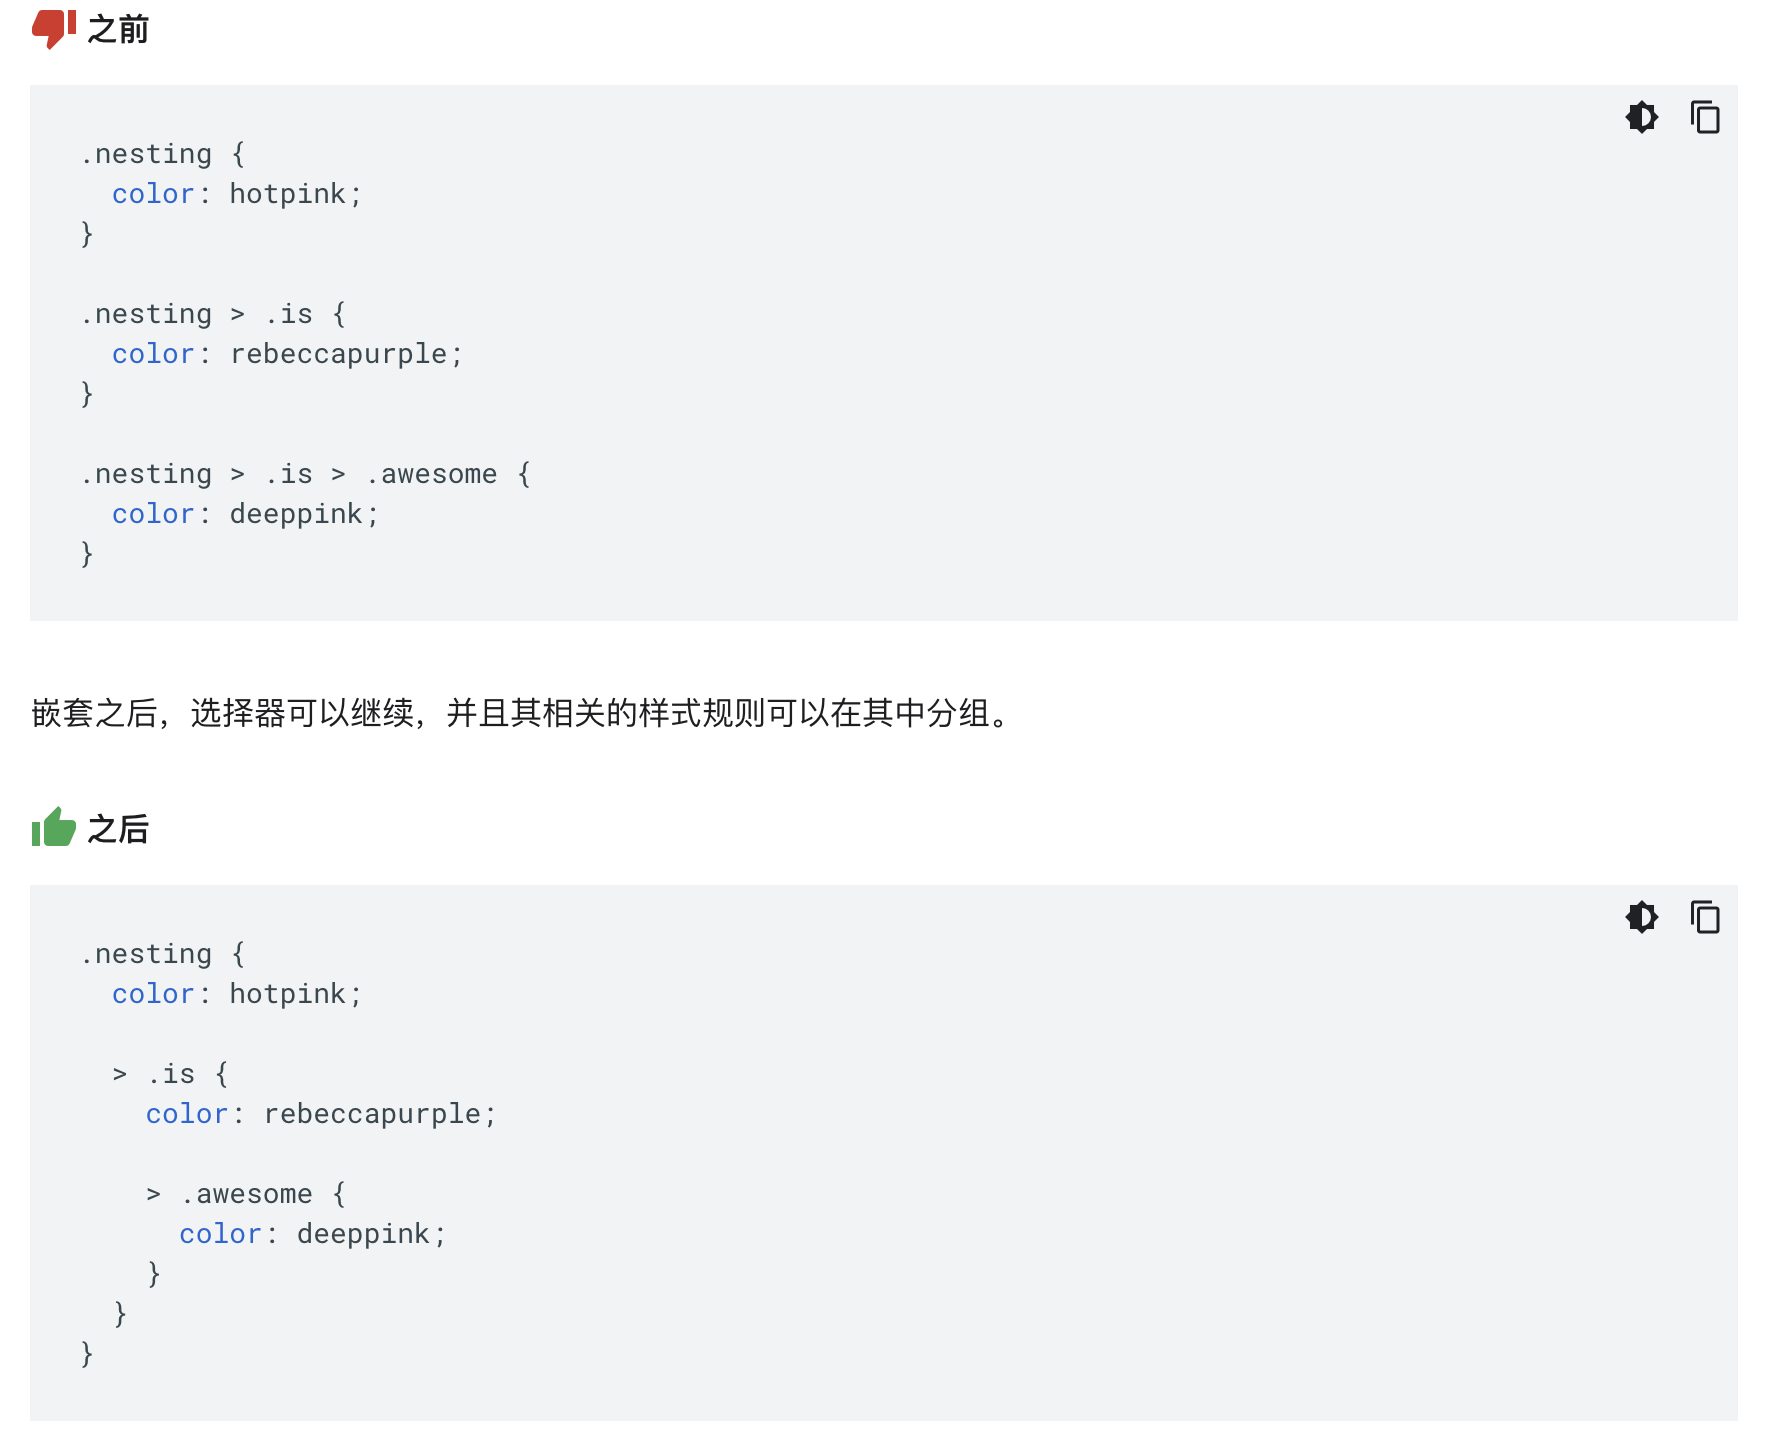 之前
.nesting {
  color: hotpink;
}
.nesting > .is {
  color: rebeccapurple;
}
.nesting > .is > .awesome {
  color: deeppink;
}
嵌套之后，选择器可以继续，并且其相关的样式规则可以在其中分组。
之后
.nesting {
  color: hotpink;
  > .is {
    color: rebeccapurple;
    > .awesome {
      color: deeppink;
    }
  }
}